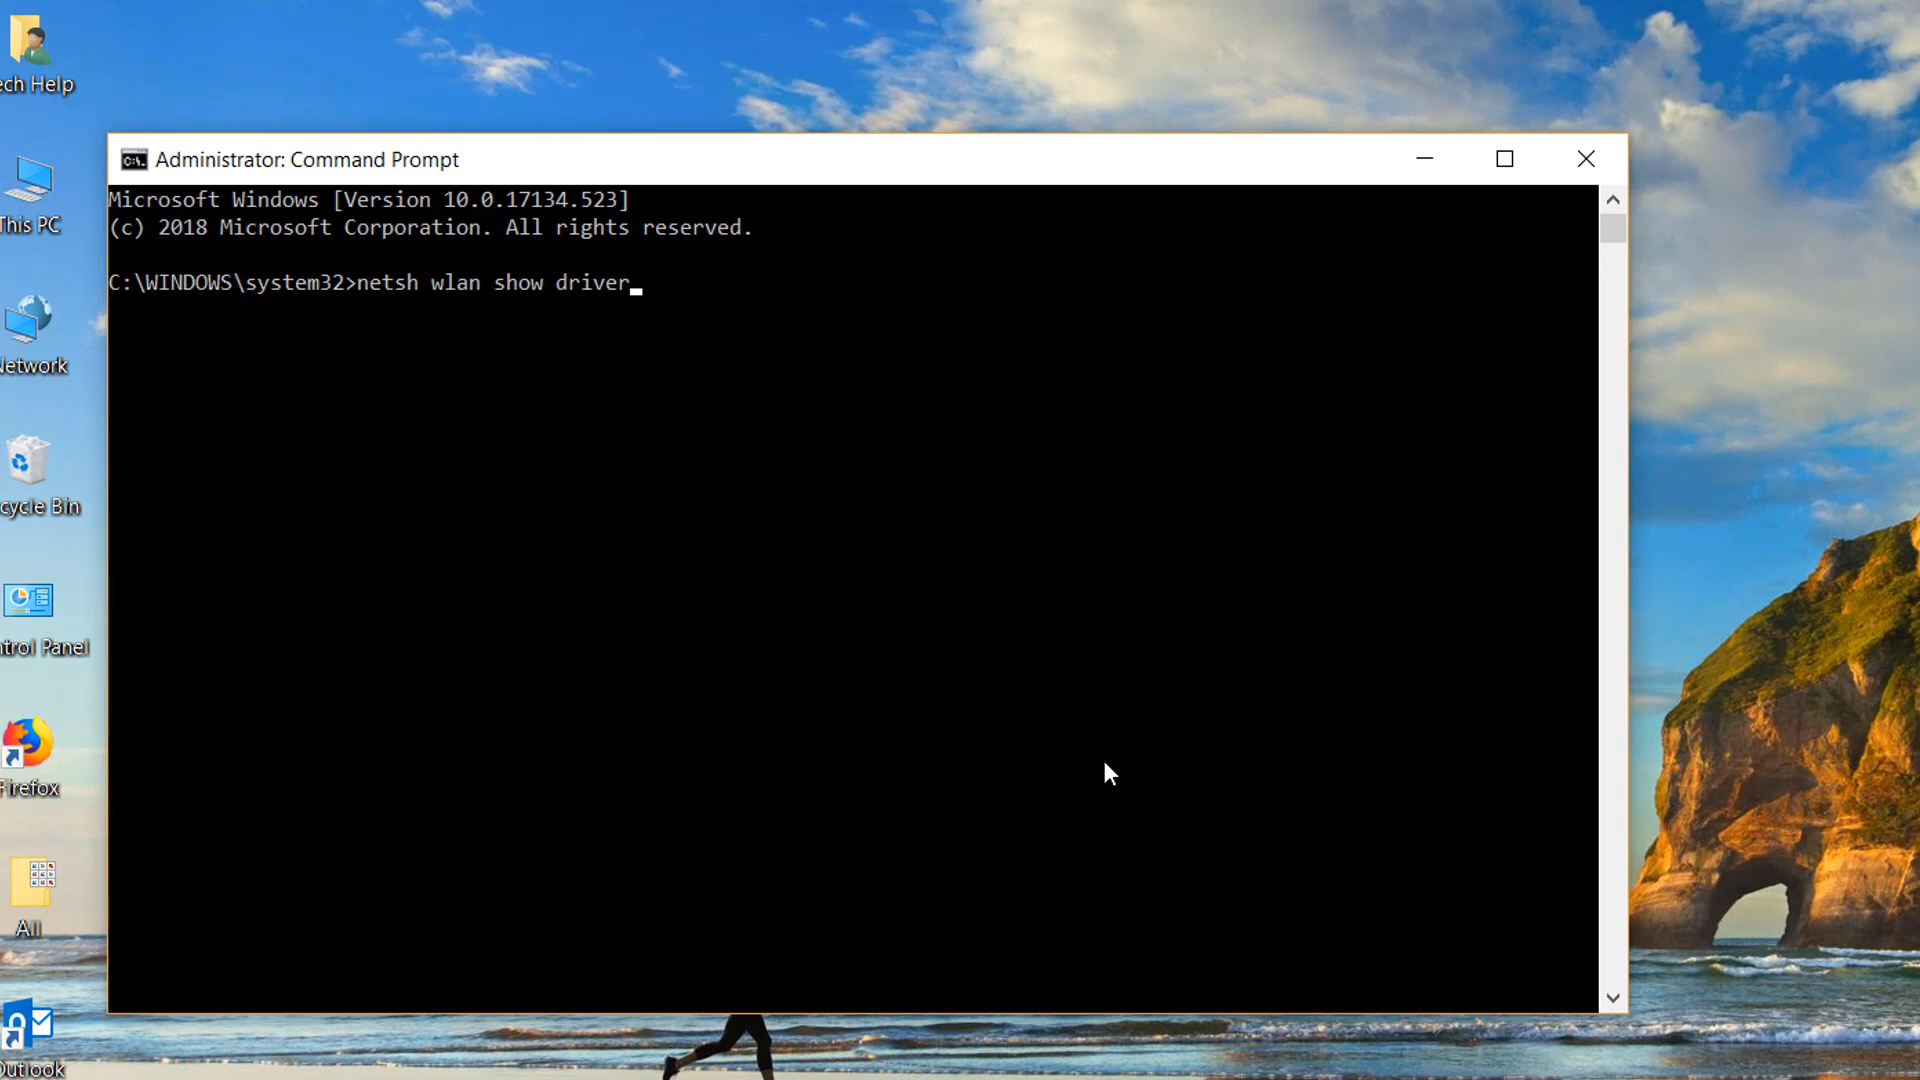 ech Help
This PC
Network
cycle Bin
ntrol Panel
Firefox
All
Outlook
Administrator: Command Prompt
Microsoft Windows [Version 10.0.17134.523]
(c) 2018 Microsoft Corporation. All rights reserved.
C:\WINDOWS\system32>netsh wlan show driver